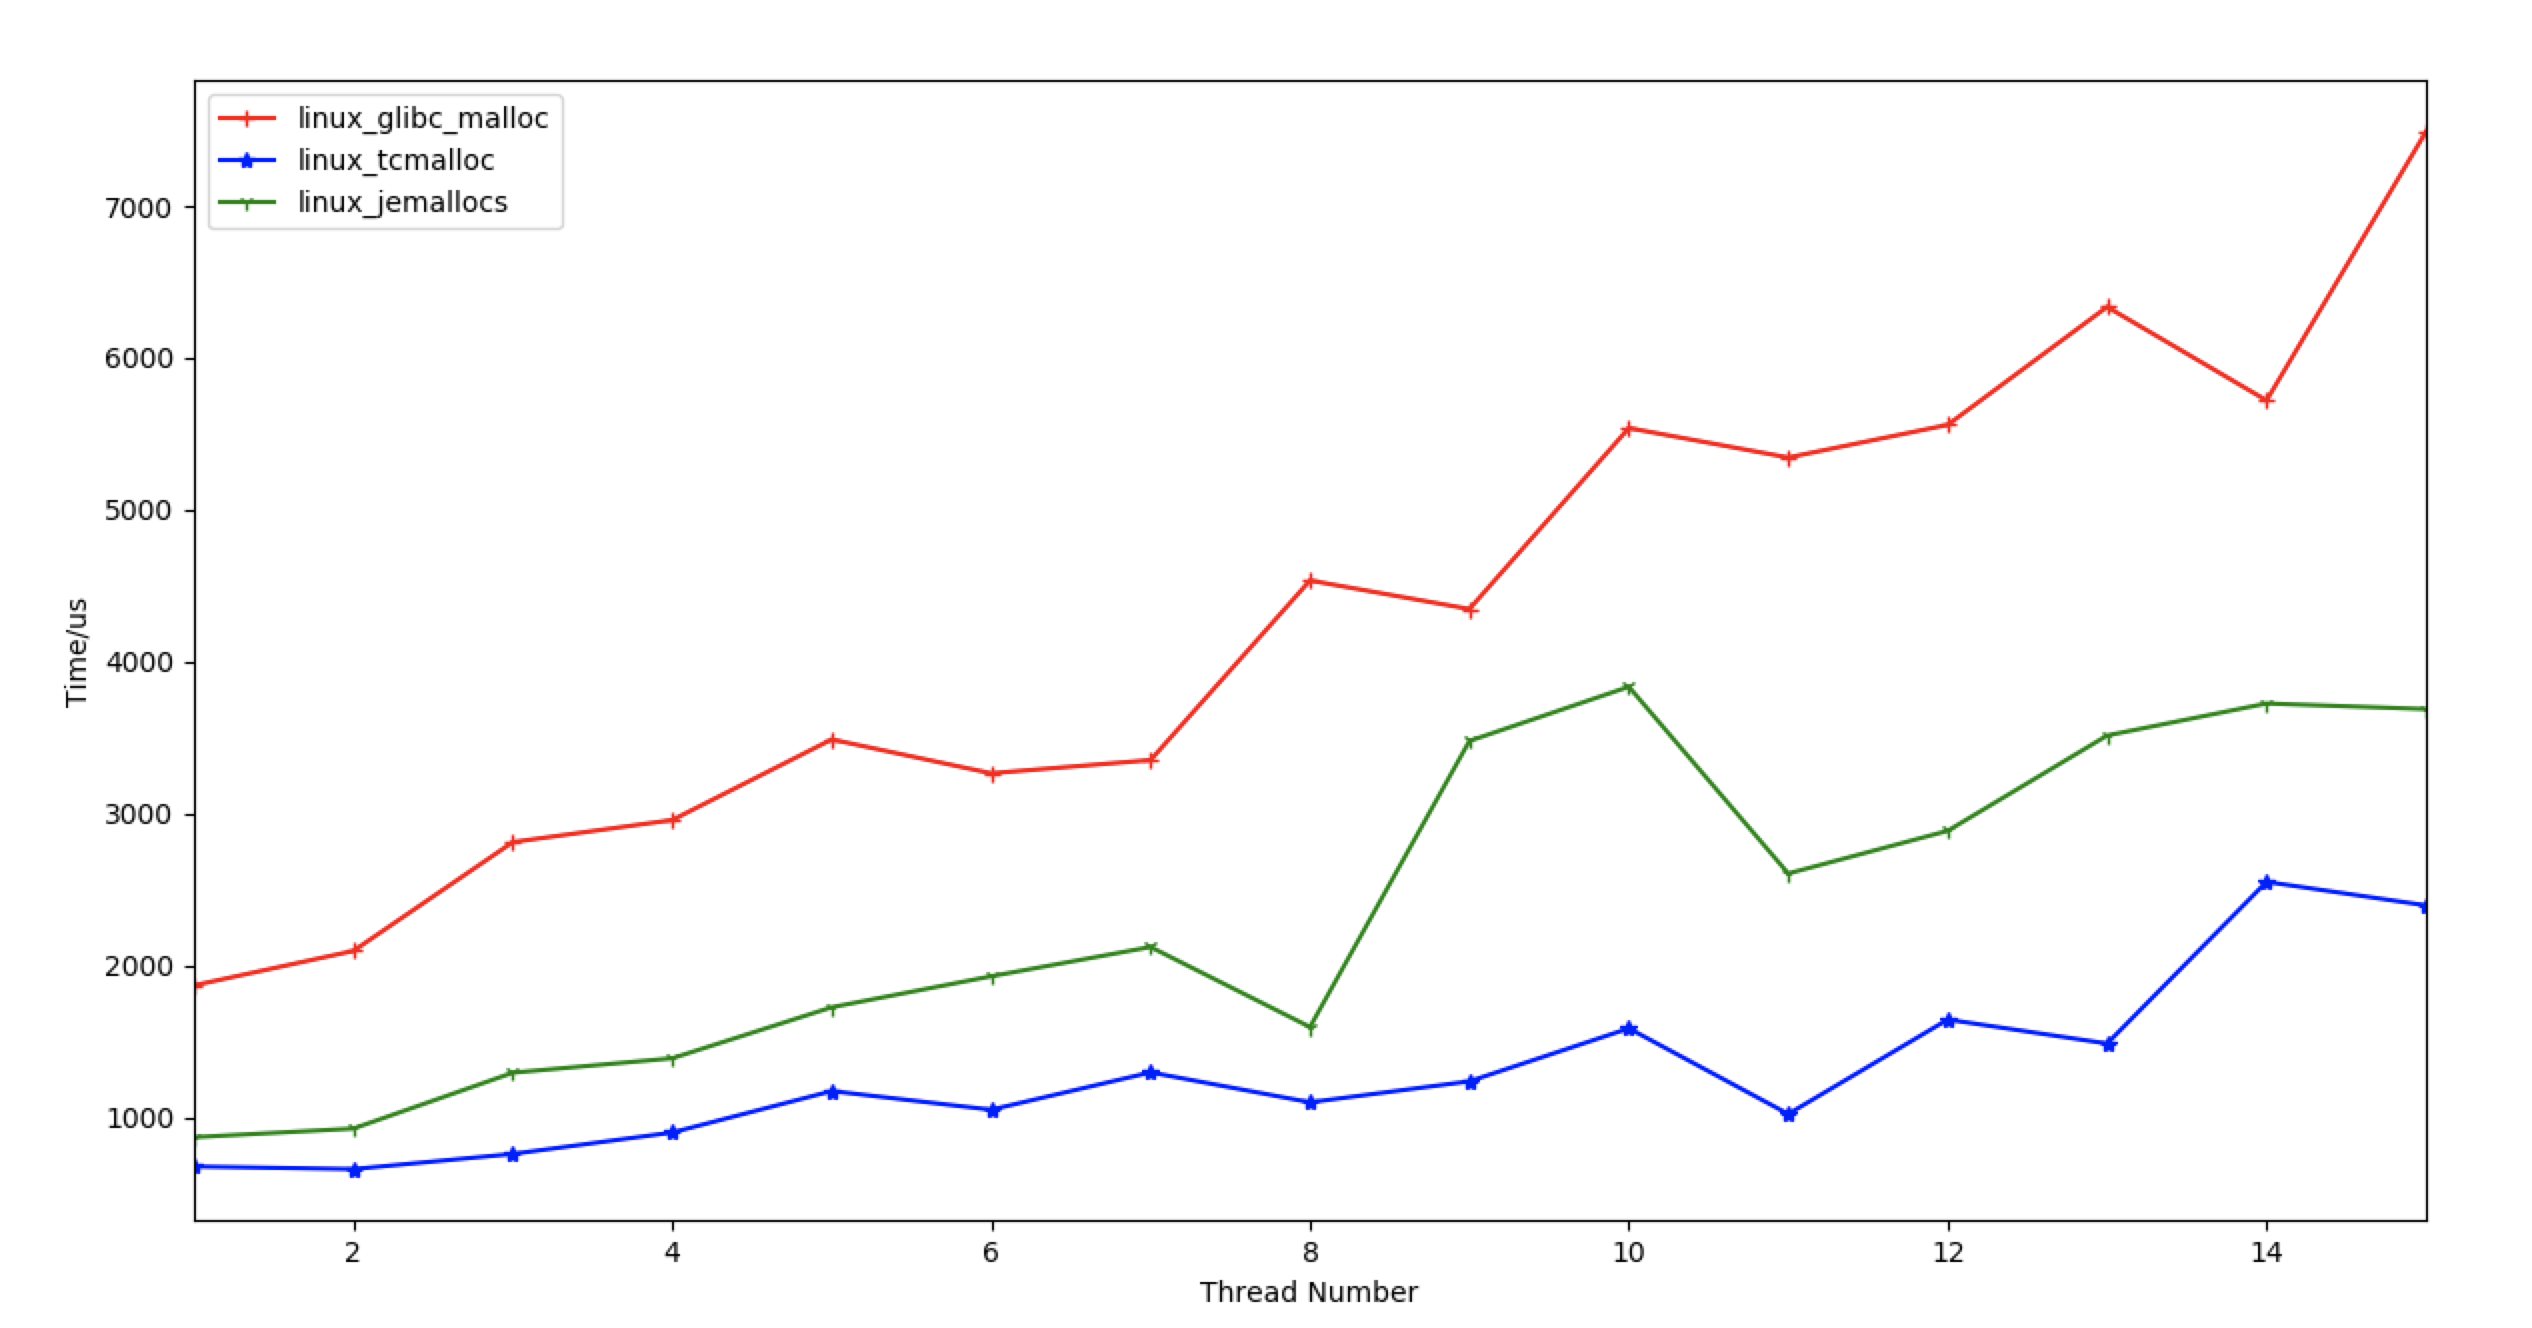 linux_glibc_malloc
linux_tcmalloc
linux_jemallocs
7000
6000
5000
4000
3000
2000
1000
Time/us
2 4 6 8 10 12 14
Thread Number